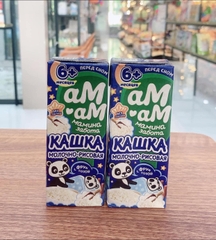 6+
месяцев
ПЕРЕД СНОМ
аМ
аМ
мамина
забота
КАШКА
МОЛОЧНО-РИСОВАЯ
6+
месяцев
ПЕРЕД СНОМ
аМ
аМ
мамина
забота
КАШКА
МОЛОЧНО-РИСОВАЯ